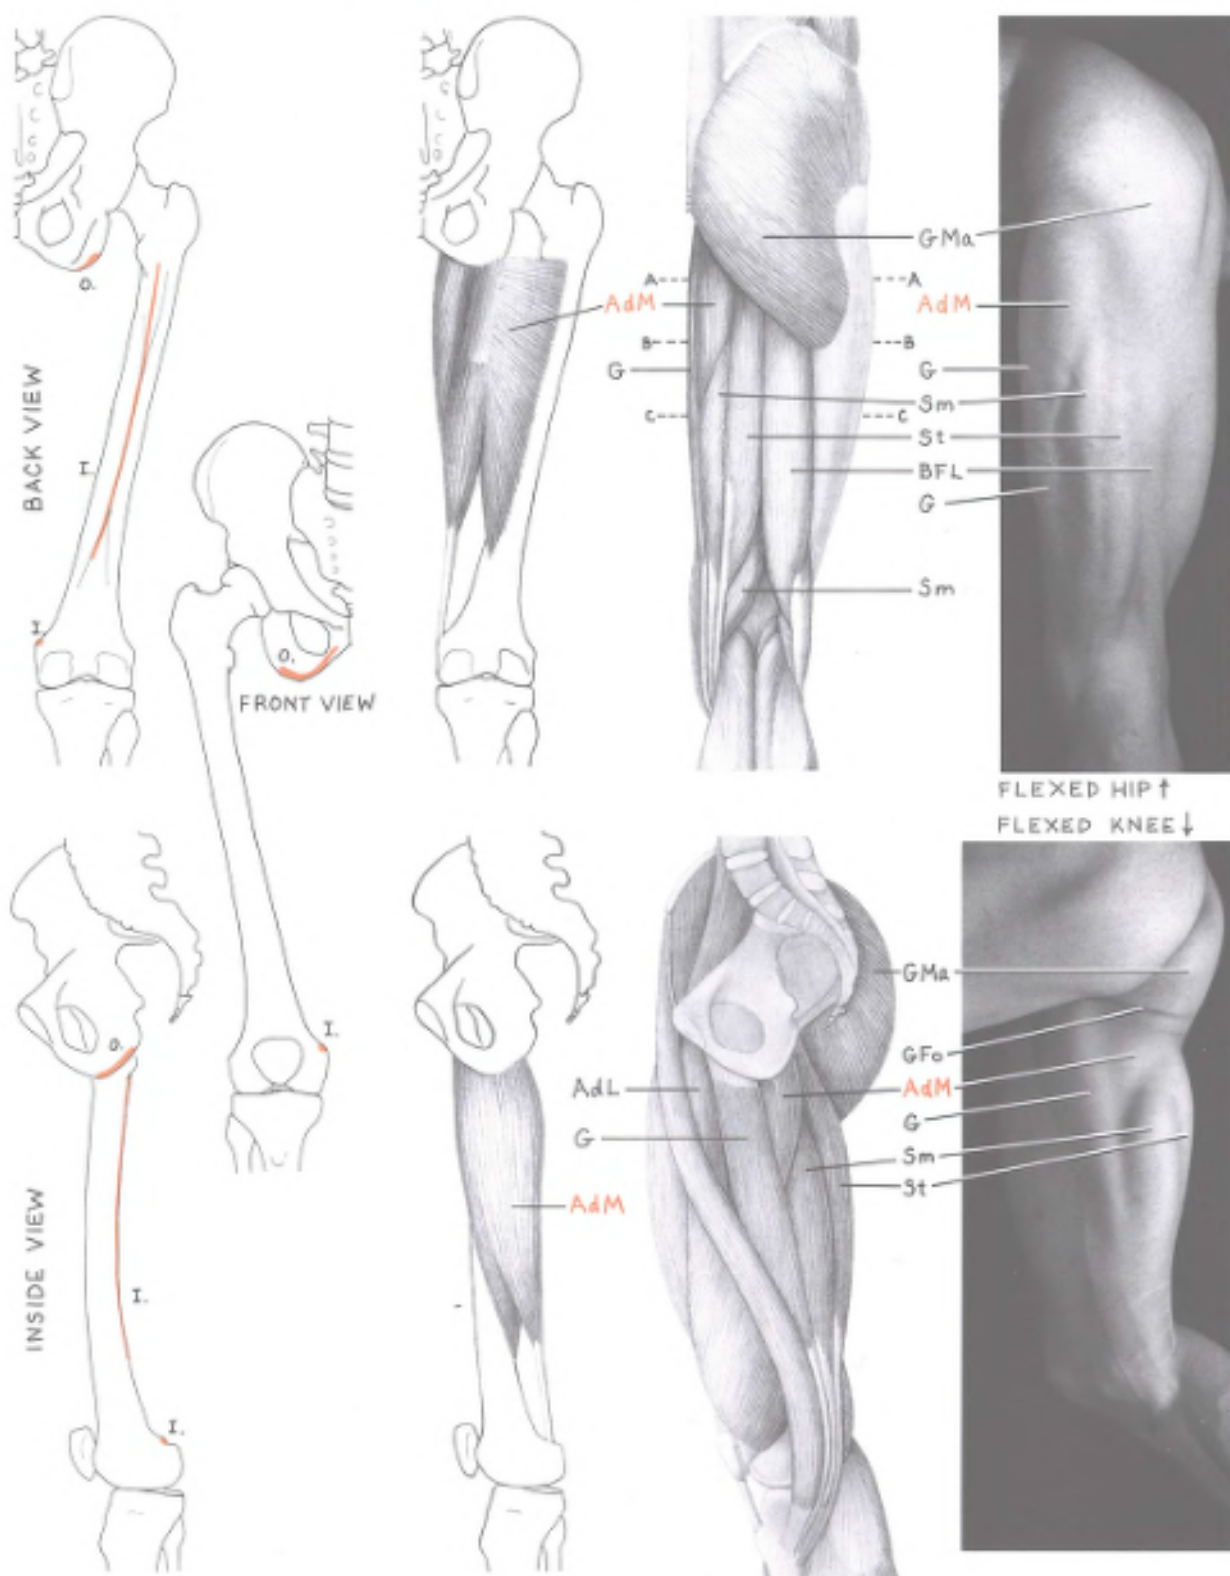 GMa
A A
O.
AdM AdM
B B
G G
Sm
C C
St
I.
BFL
G
BACK VIEW
Sm
I.
O.
FRONT VIEW
FLEXED HIP↑
FLEXED KNEE↓
GMa
O.
I.
GFo
AdL AdM
G
G
Sm
St
AdM
INSIDE VIEW
I.
I.